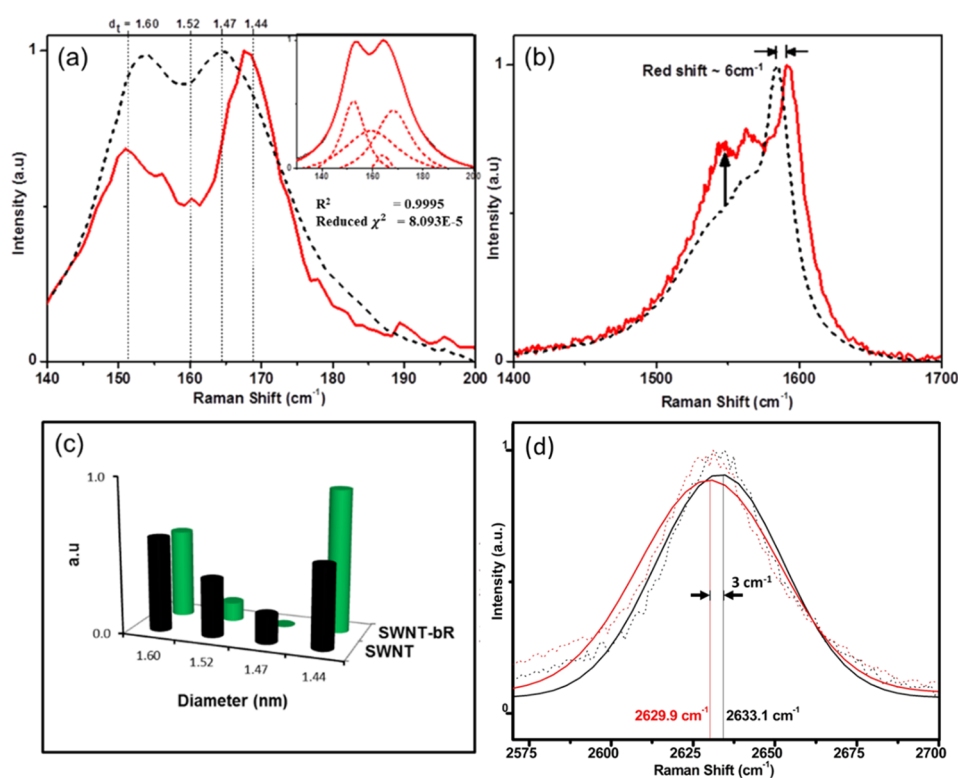 d_t = 1.60 1.52 1.47 1.44
(a)
Intensity (a.u)
1
0
140 150 160 170 180 190 200
Raman Shift (cm⁻¹)
1
0
140 160 180 200
R² = 0.9995
Reduced χ² = 8.093E-5
(b)
Red shift ~ 6cm⁻¹
Intensity (a.u)
1
0
1400 1500 1600 1700
Raman Shift (cm⁻¹)
(c)
1.0
a.u
0.0
1.60 1.52 1.47 1.44
SWNT-bR
SWNT
Diameter (nm)
(d)
1
Intensity (a.u.)
3 cm⁻¹
2629.9 cm⁻¹ 2633.1 cm⁻¹
0
2575 2600 2625 2650 2675 2700
Raman Shift (cm⁻¹)